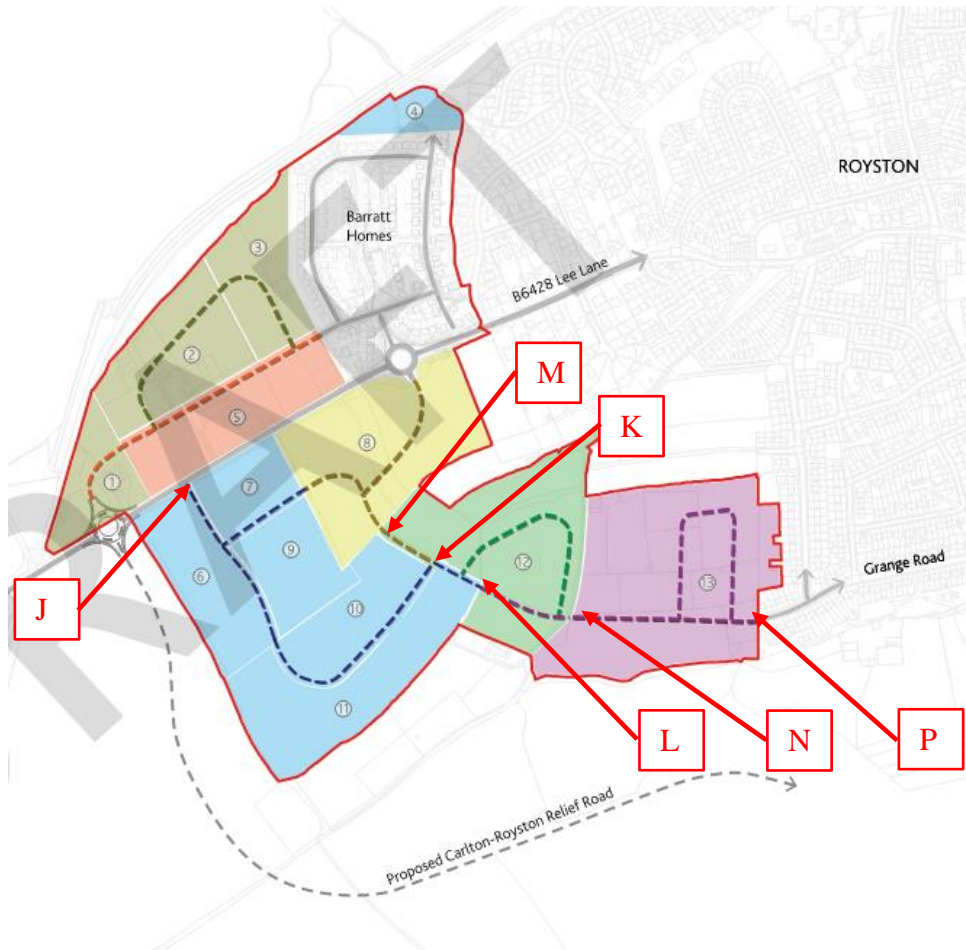 ④
ROYSTON
Barratt
Homes
③
B6428 Lee Lane
②
M
⑤
K
⑧
①
⑦
⑨
⑫
Grange Road
⑥
⑬
J
⑩
⑪
L
N
P
Proposed Carlton-Royston Relief Road